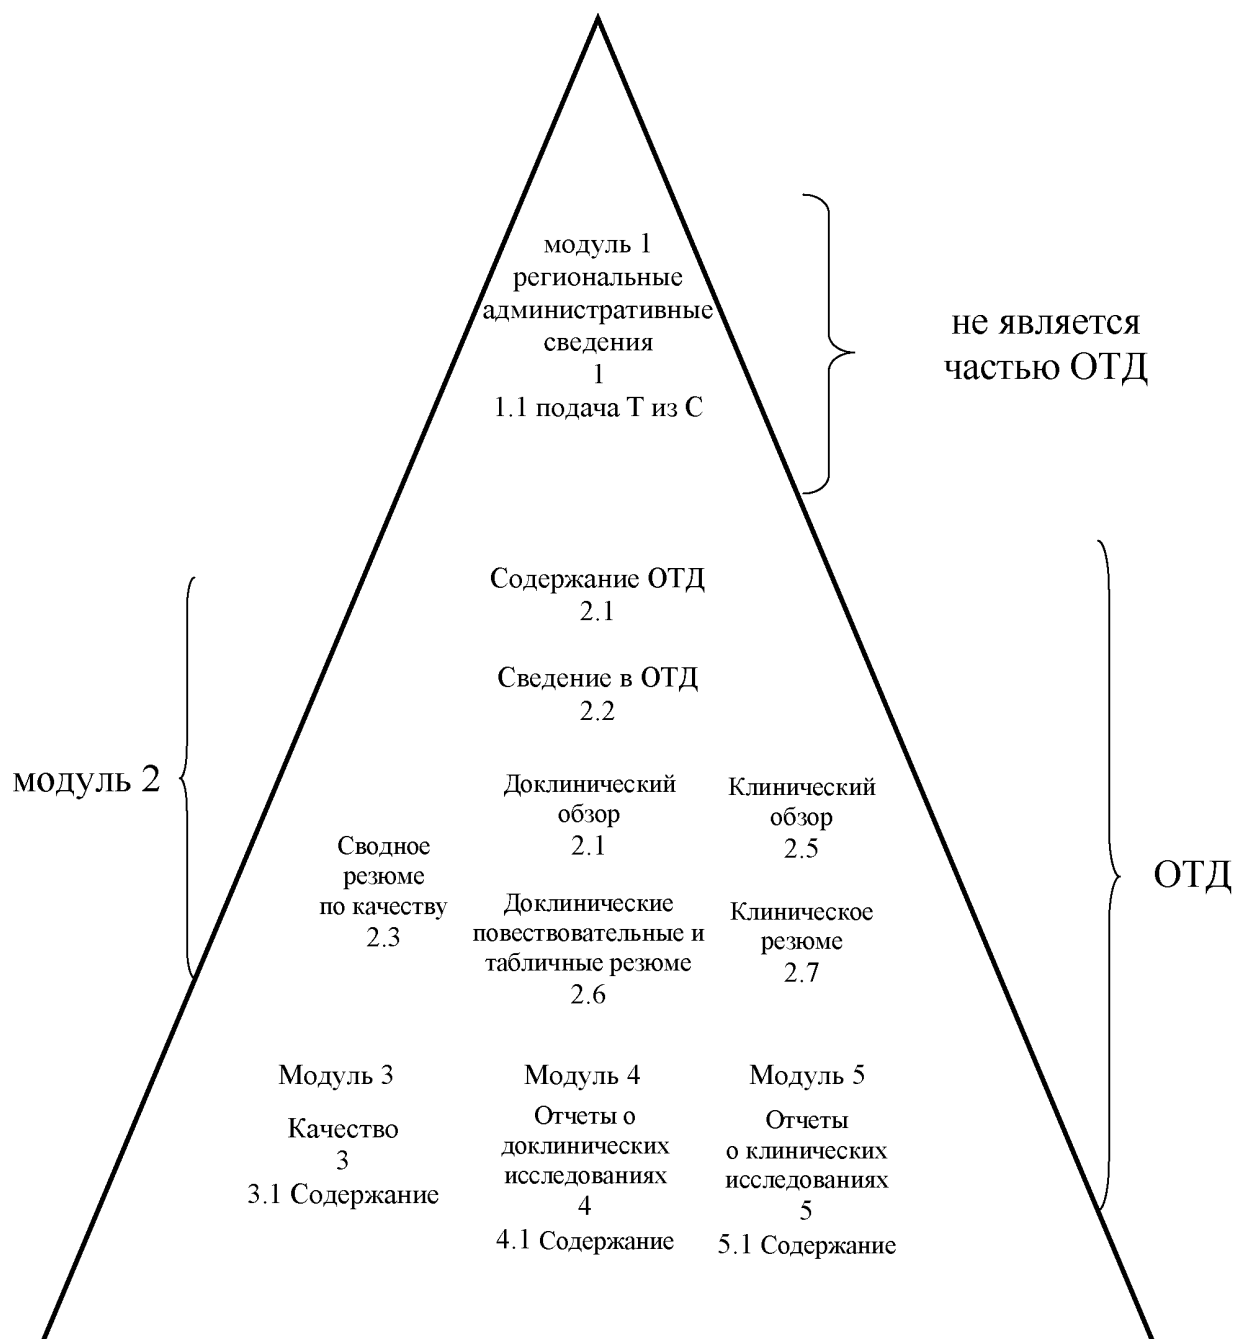 модуль 1
региональные
административные
сведения
1
1.1 подача Т из С
не является
частью ОТД
Содержание ОТД
2.1
Сведение в ОТД
2.2
модуль 2
Доклинический
обзор
2.1
Клинический
обзор
2.5
Сводное
резюме
по качеству
2.3
Доклинические
повествовательные и
табличные резюме
2.6
Клиническое
резюме
2.7
ОТД
Модуль 3
Качество
3
3.1 Содержание
Модуль 4
Отчеты о
доклинических
исследованиях
4
4.1 Содержание
Модуль 5
Отчеты
о клинических
исследованиях
5
5.1 Содержание